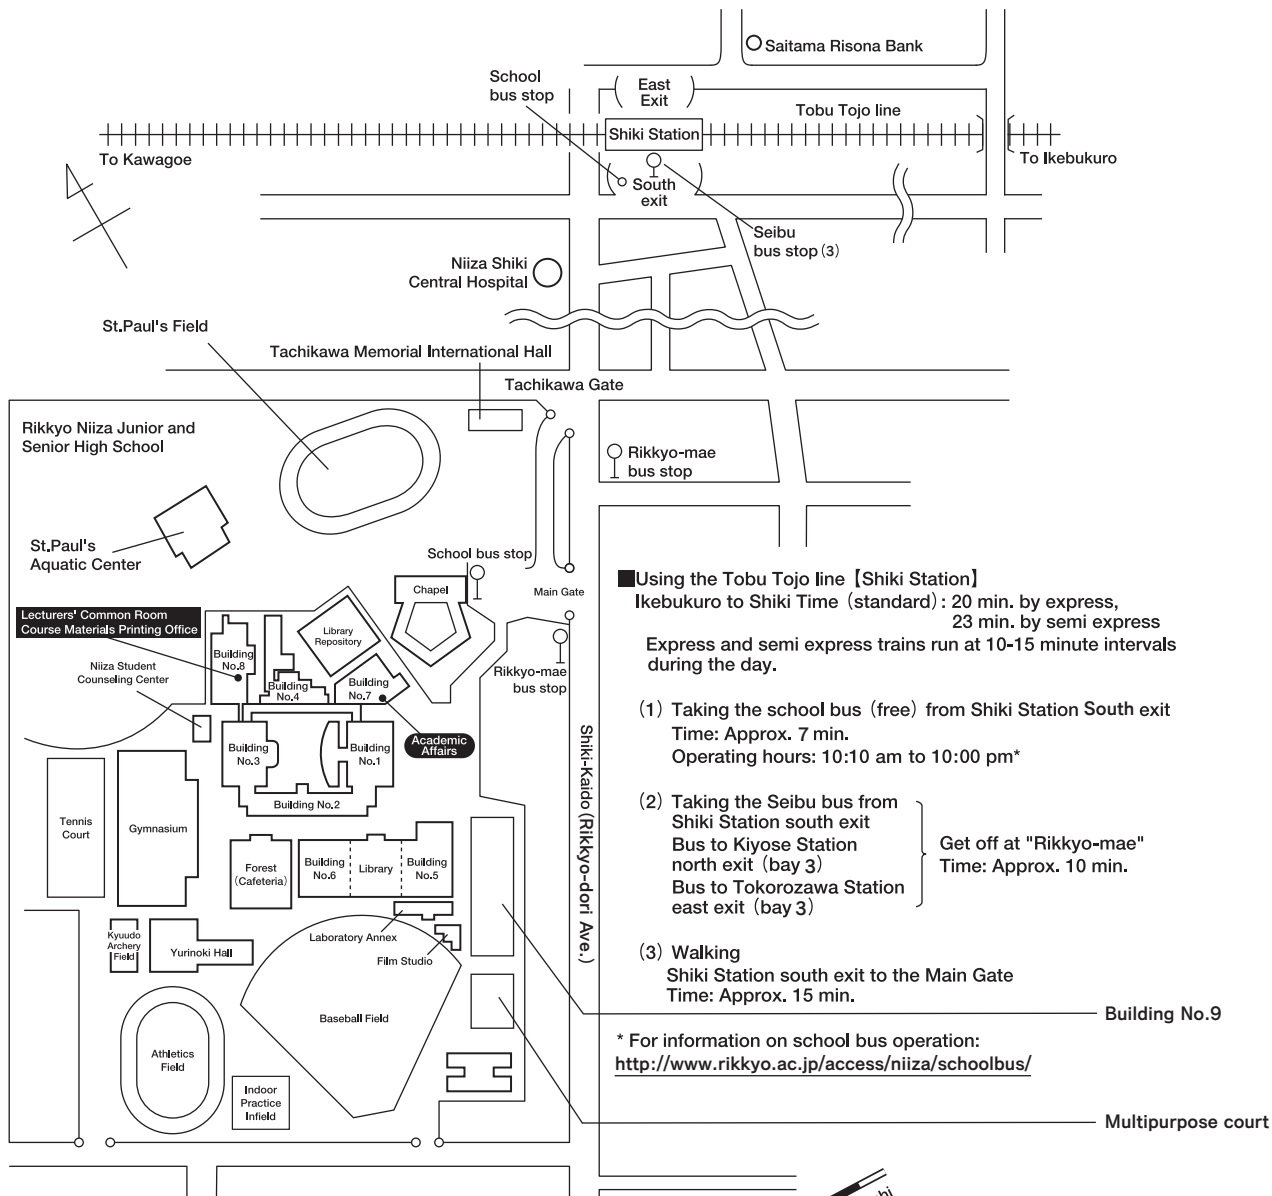 Saitama Risona Bank
School
bus stop
East
Exit
Tobu Tojo line
Shiki Station
To Kawagoe
To Ikebukuro
South
exit
Seibu
bus stop (3)
Niiza Shiki
Central Hospital
St.Paul's Field
Tachikawa Memorial International Hall
Tachikawa Gate
Rikkyo Niiza Junior and
Senior High School
Rikkyo-mae
bus stop
St.Paul's
Aquatic Center
School bus stop
Chapel
Main Gate
Lecturers' Common Room
Course Materials Printing Office
Library
Repository
Building
No.8
Niiza Student
Counseling Center
Building
No.4
Building
No.7
Rikkyo-mae
bus stop
Academic
Affairs
Building
No.3
Building
No.1
Building No.2
Shiki-Kaido (Rikkyo-dori Ave.)
Tennis
Court
Gymnasium
Forest
(Cafeteria)
Building
No.6
Library
Building
No.5
Kyuudo
Archery
Field
Yurinoki Hall
Laboratory Annex
Film Studio
Baseball Field
Athletics
Field
Indoor
Practice
Infield
■Using the Tobu Tojo line【Shiki Station】
Ikebukuro to Shiki Time (standard) : 20 min. by express,
23 min. by semi express
Express and semi express trains run at 10-15 minute intervals
during the day.
(1) Taking the school bus (free) from Shiki Station South exit
Time: Approx. 7 min.
Operating hours: 10:10 am to 10:00 pm*
(2) Taking the Seibu bus from
Shiki Station south exit
Bus to Kiyose Station
north exit (bay 3)
Bus to Tokorozawa Station
east exit (bay 3)
Get off at "Rikkyo-mae"
Time: Approx. 10 min.
(3) Walking
Shiki Station south exit to the Main Gate
Time: Approx. 15 min.
Building No.9
* For information on school bus operation:
http://www.rikkyo.ac.jp/access/niiza/schoolbus/
Multipurpose court